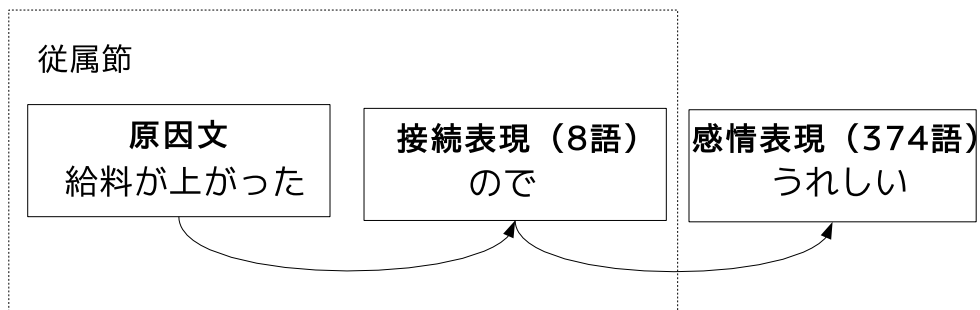 従属節
原因文
給料が上がった
接続表現（8語）
ので
感情表現（374語）
うれしい